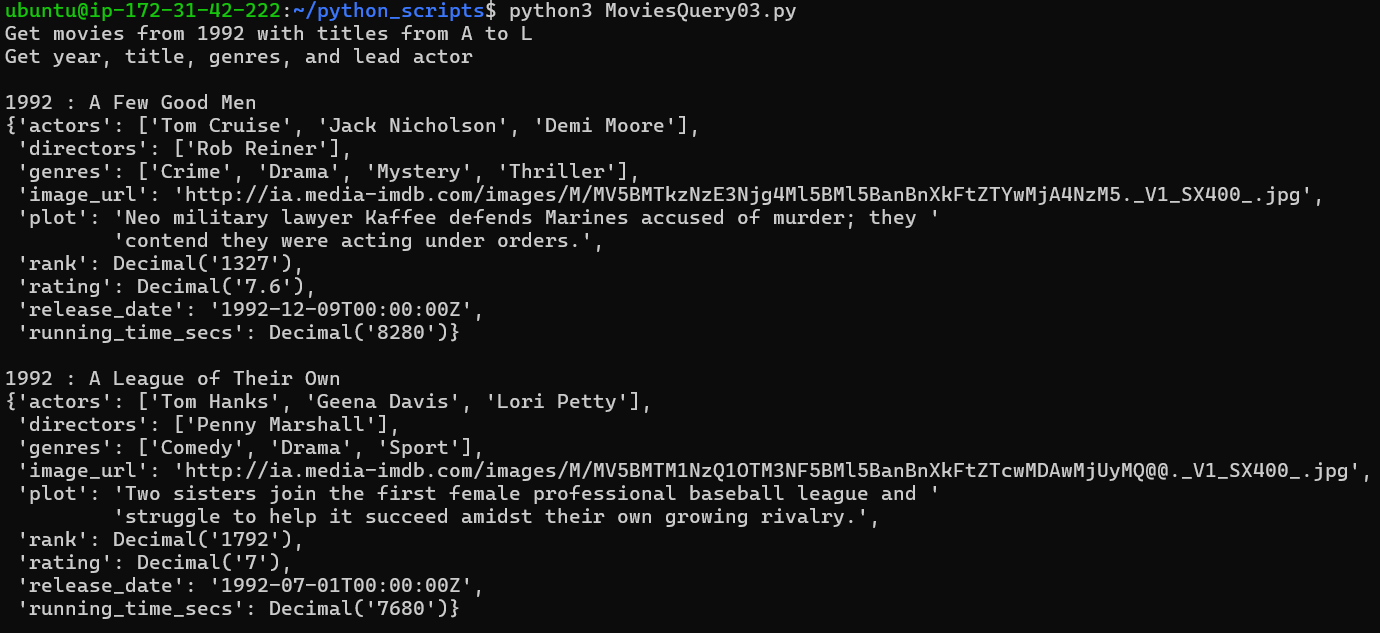 ubuntu@ip-172-31-42-222:~/python_scripts$ python3 MoviesQuery03.py
Get movies from 1992 with titles from A to L
Get year, title, genres, and lead actor
1992 : A Few Good Men
{'actors': ['Tom Cruise', 'Jack Nicholson', 'Demi Moore'],
 'directors': ['Rob Reiner'],
 'genres': ['Crime', 'Drama', 'Mystery', 'Thriller'],
 'image_url': 'http://ia.media-imdb.com/images/M/MV5BMTkzNzE3Njg4Ml5BMl5BanBnXkFtZTYwMjA4NzM5._V1_SX400_.jpg',
 'plot': 'Neo military lawyer Kaffee defends Marines accused of murder; they '
         'contend they were acting under orders.',
 'rank': Decimal('1327'),
 'rating': Decimal('7.6'),
 'release_date': '1992-12-09T00:00:00Z',
 'running_time_secs': Decimal('8280')}
1992 : A League of Their Own
{'actors': ['Tom Hanks', 'Geena Davis', 'Lori Petty'],
 'directors': ['Penny Marshall'],
 'genres': ['Comedy', 'Drama', 'Sport'],
 'image_url': 'http://ia.media-imdb.com/images/M/MV5BMTM1NzQ1OTM3NF5BMl5BanBnXkFtZTcwMDAwMjUyMQ@@._V1_SX400_.jpg',
 'plot': 'Two sisters join the first female professional baseball league and '
         'struggle to help it succeed amidst their own growing rivalry.',
 'rank': Decimal('1792'),
 'rating': Decimal('7'),
 'release_date': '1992-07-01T00:00:00Z',
 'running_time_secs': Decimal('7680')}